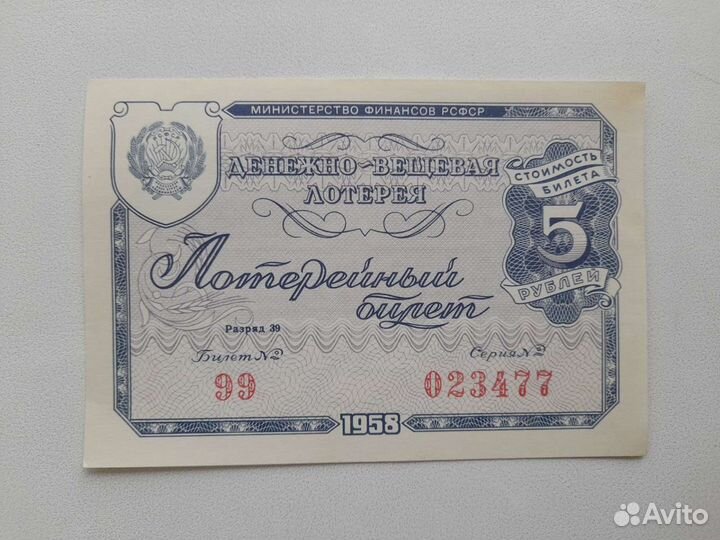 МИНИСТЕРСТВО ФИНАНСОВ РСФСР
ДЕНЕЖНО-ВЕЩЕВАЯ
ЛОТЕРЕЯ
СТОИМОСТЬ
БИЛЕТА
5
РУБЛЕЙ
Лотерейный
билет
Разряд 39
Билет №
Серия №
99
023477
1958
Avito